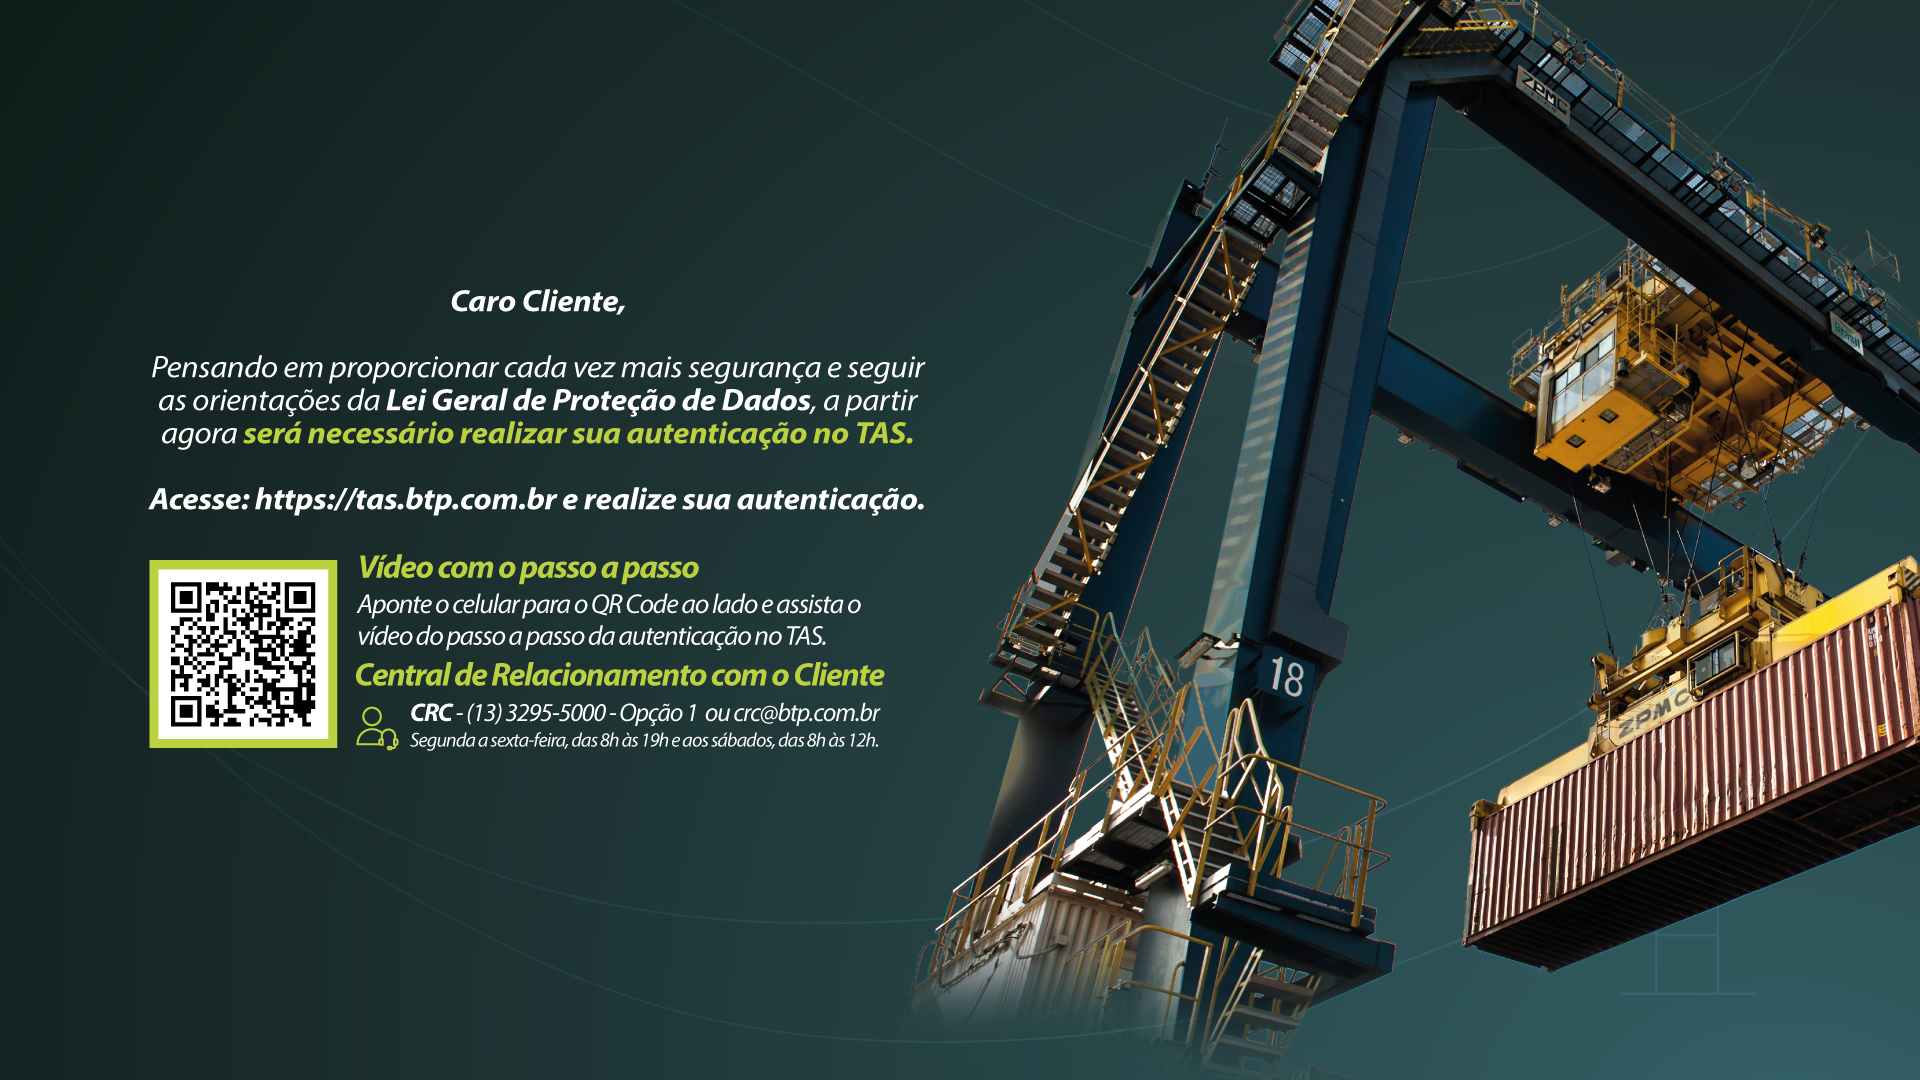 Caro Cliente,
Pensando em proporcionar cada vez mais segurança e seguir
as orientações da Lei Geral de Proteção de Dados, a partir
agora será necessário realizar sua autenticação no TAS.
Acesse: https://tas.btp.com.br e realize sua autenticação.
Vídeo com o passo a passo
Aponte o celular para o QR Code ao lado e assista o
vídeo do passo a passo da autenticação no TAS.
Central de Relacionamento com o Cliente
CRC - (13) 3295-5000 - Opção 1 ou crc@btp.com.br
Segunda a sexta-feira, das 8h às 19h e aos sábados, das 8h às 12h.
ZPMC
18
ZPMC